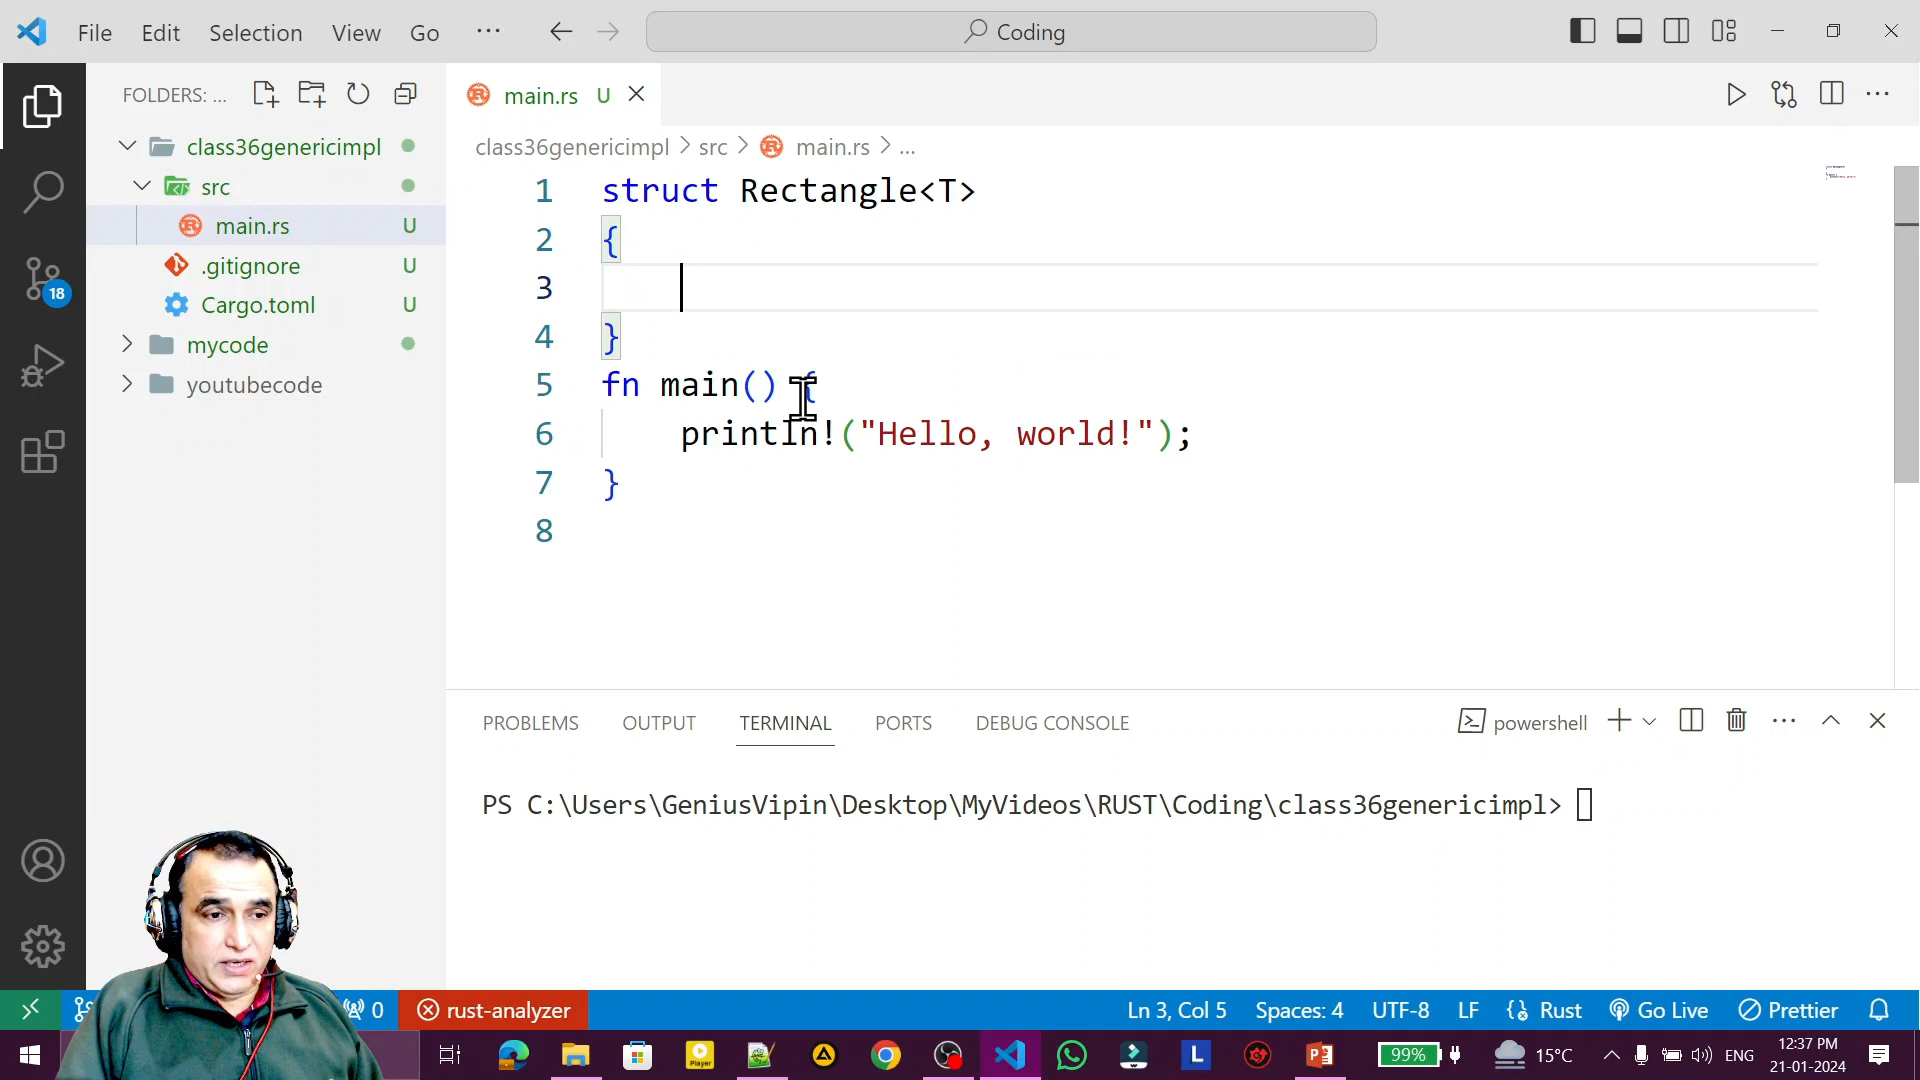 File Edit Selection View Go ··· Coding
FOLDERS: ...
class36genericimpl
src
main.rs U
.gitignore U
Cargo.toml U
mycode
youtubecode
18
main.rs U
class36genericimpl > src > main.rs > ...
1 struct Rectangle<T>
2 {
3
4 }
5 fn main() {
6 println!("Hello, world!");
7 }
8
PROBLEMS OUTPUT TERMINAL PORTS DEBUG CONSOLE powershell
PS C:\Users\GeniusVipin\Desktop\MyVideos\RUST\Coding\class36genericimpl>
0 rust-analyzer Ln 3, Col 5 Spaces: 4 UTF-8 LF Rust Go Live Prettier
Player L 99% 15°C ENG 12:37 PM
21-01-2024